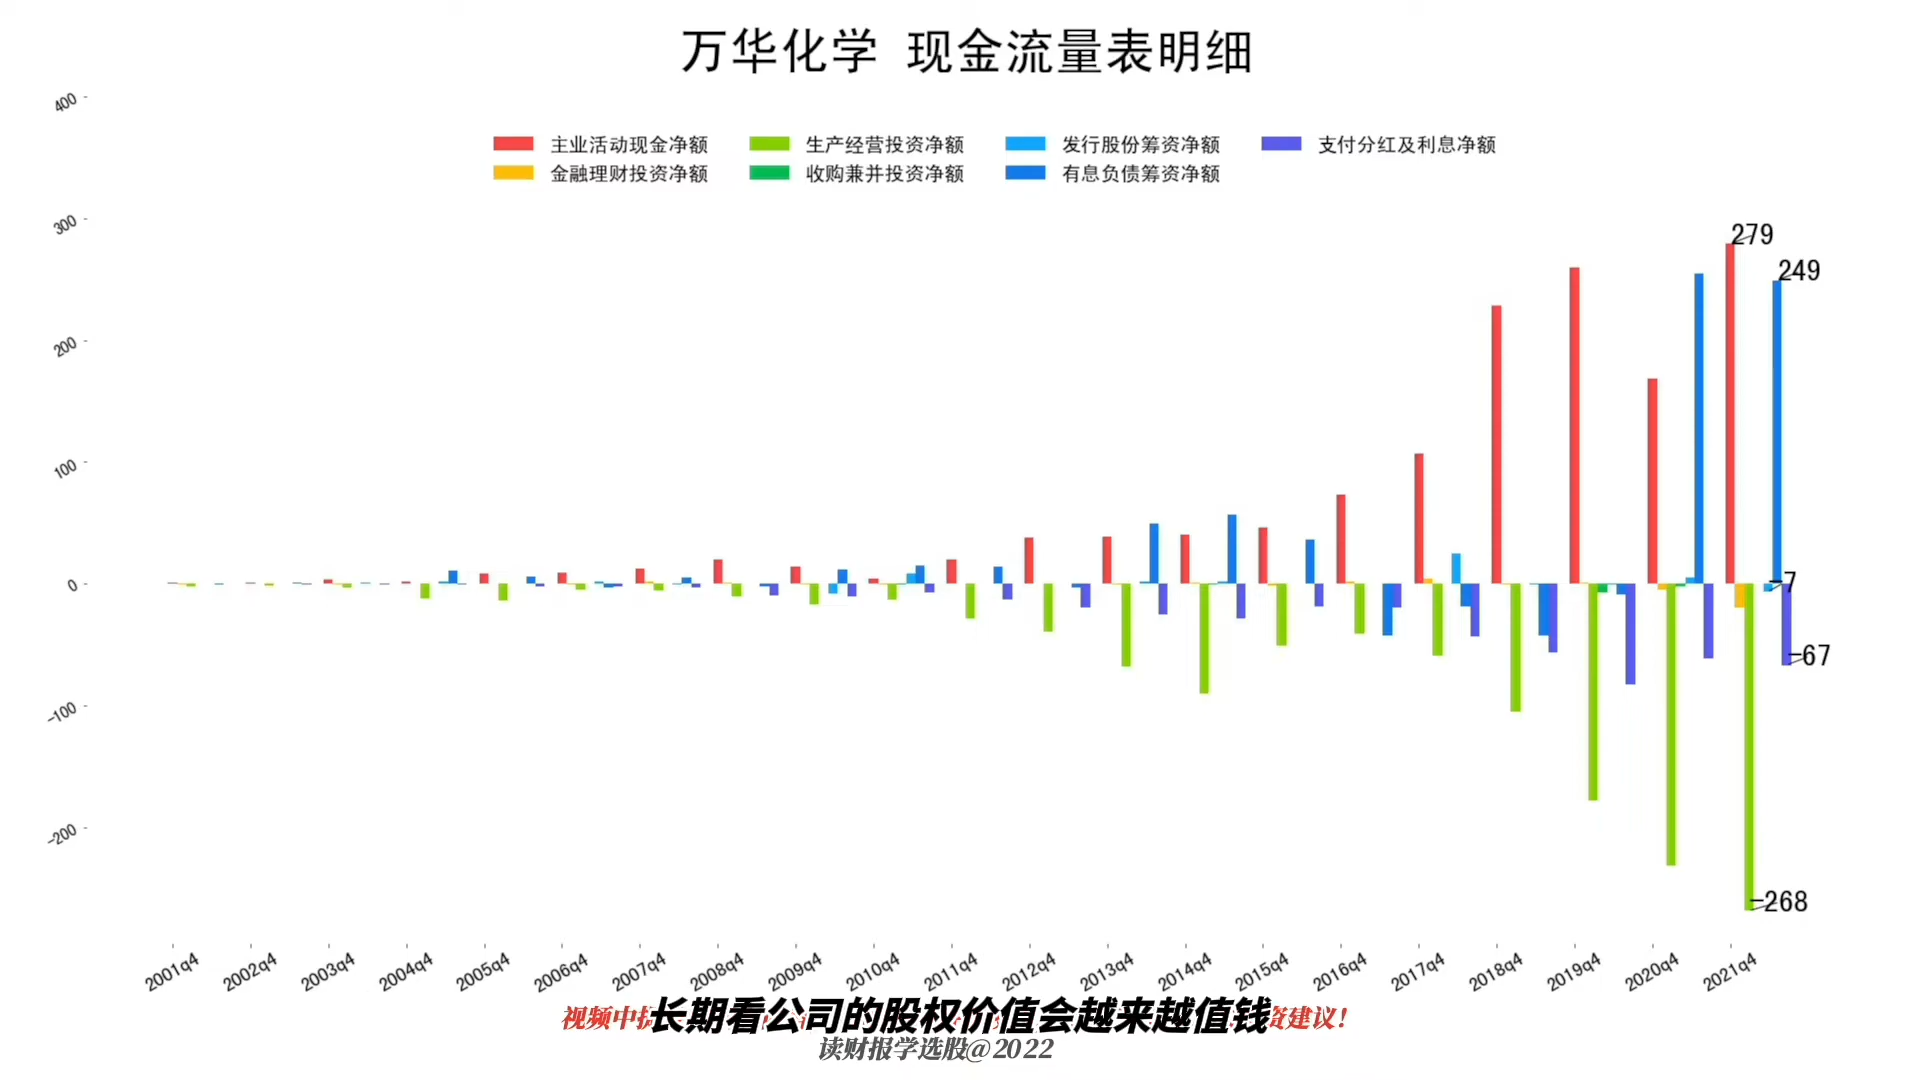 万华化学 现金流量表明细
400
主业活动现金净额 生产经营投资净额 发行股份筹资净额 支付分红及利息净额
金融理财投资净额 收购兼并投资净额 有息负债筹资净额
300
279
249
200
100
0
-7
-67
-100
-200
-268
2001q4 2002q4 2003q4 2004q4 2005q4 2006q4 2007q4 2008q4 2009q4 2010q4 2011q4 2012q4 2013q4 2014q4 2015q4 2016q4 2017q4 2018q4 2019q4 2020q4 2021q4
视频中 资建议！
长期看公司的股权价值会越来越值钱
读财报学选股@2022